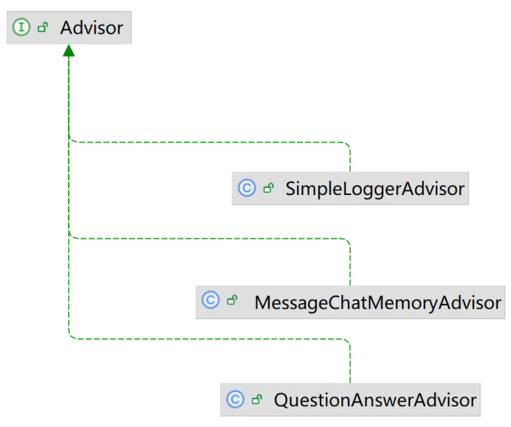 I Advisor
C SimpleLoggerAdvisor
C MessageChatMemoryAdvisor
C QuestionAnswerAdvisor